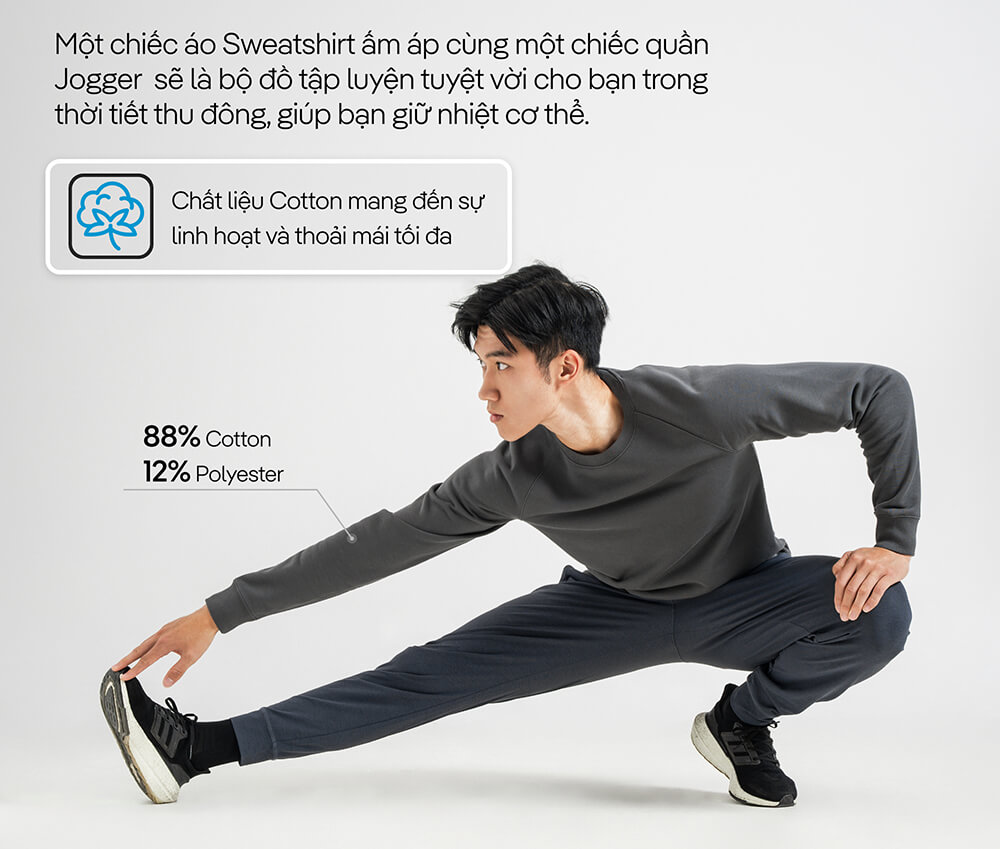 Một chiếc áo Sweatshirt ấm áp cùng một chiếc quần
Jogger sẽ là bộ đồ tập luyện tuyệt vời cho bạn trong
thời tiết thu đông, giúp bạn giữ nhiệt cơ thể.
Chất liệu Cotton mang đến sự
linh hoạt và thoải mái tối đa
88% Cotton
12% Polyester